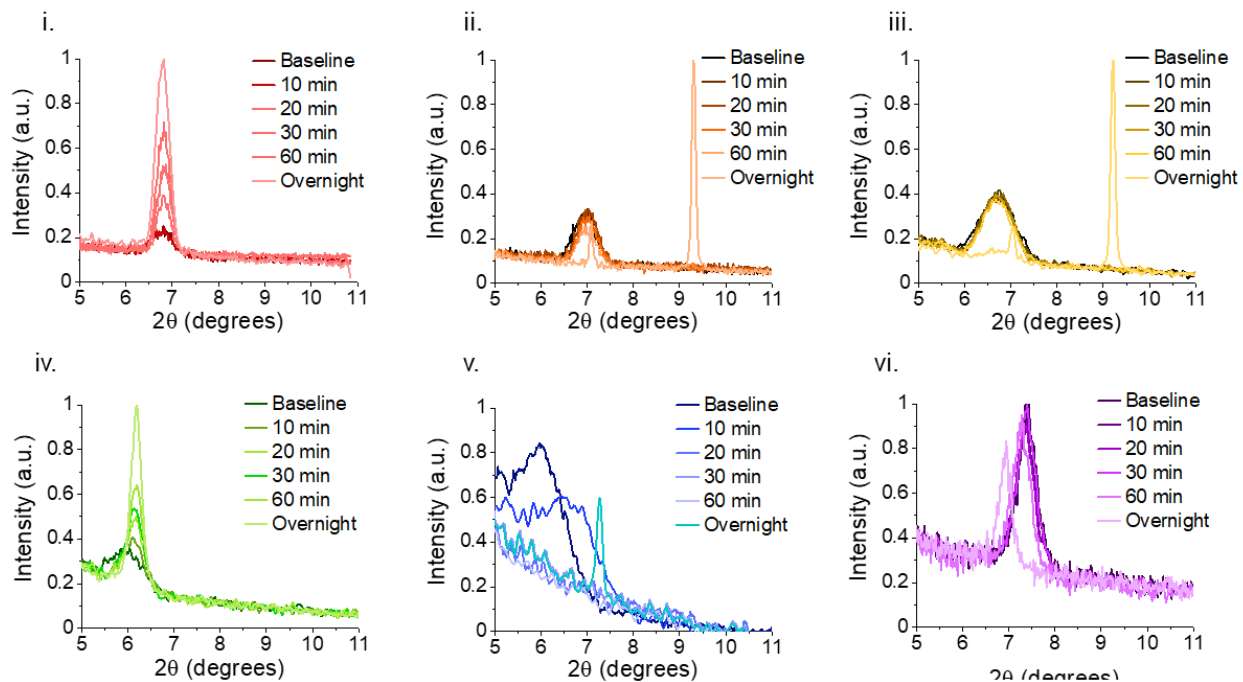 i.
Intensity (a.u.)
1
0.8
0.6
0.4
0.2
0
5 6 7 8 9 10 11
2θ (degrees)
Baseline
10 min
20 min
30 min
60 min
Overnight
ii.
Intensity (a.u.)
1
0.8
0.6
0.4
0.2
0
5 6 7 8 9 10 11
2θ (degrees)
Baseline
10 min
20 min
30 min
60 min
Overnight
iii.
Intensity (a.u.)
1
0.8
0.6
0.4
0.2
0
5 6 7 8 9 10 11
2θ (degrees)
Baseline
10 min
20 min
30 min
60 min
Overnight
iv.
Intensity (a.u.)
1
0.8
0.6
0.4
0.2
0
5 6 7 8 9 10 11
2θ (degrees)
Baseline
10 min
20 min
30 min
60 min
Overnight
v.
Intensity (a.u.)
1
0.8
0.6
0.4
0.2
0
5 6 7 8 9 10 11
2θ (degrees)
Baseline
10 min
20 min
30 min
60 min
Overnight
vi.
Intensity (a.u.)
1
0.8
0.6
0.4
0.2
0
5 6 7 8 9 10 11
2θ (degrees)
Baseline
10 min
20 min
30 min
60 min
Overnight